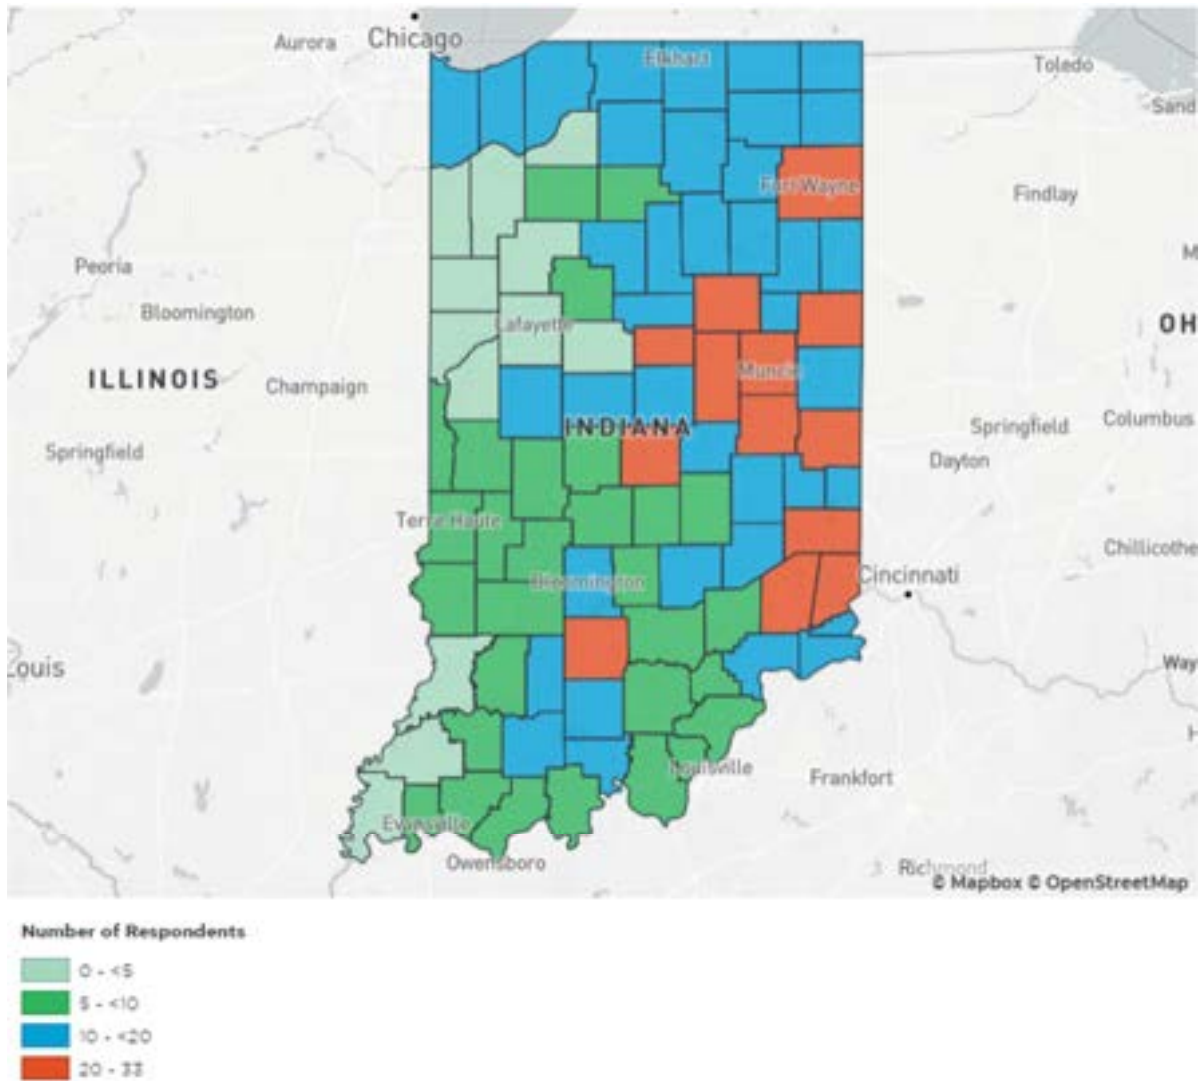 Chicago
Aurora
Elkhart
Toledo
Sand
Fort Wayne
Findlay
Peoria
M
Bloomington
Lafayette
OH
ILLINOIS
Champaign
Muncie
INDIANA
Springfield
Springfield
Columbus
Dayton
Terre Haute
Chillicothe
Bloomington
Cincinnati
Louis
Way
H
Louisville
Frankfort
Evansville
Owensboro
Richmond
© Mapbox © OpenStreetMap
Number of Respondents
0 - <5
5 - <10
10 - <20
20 - 33